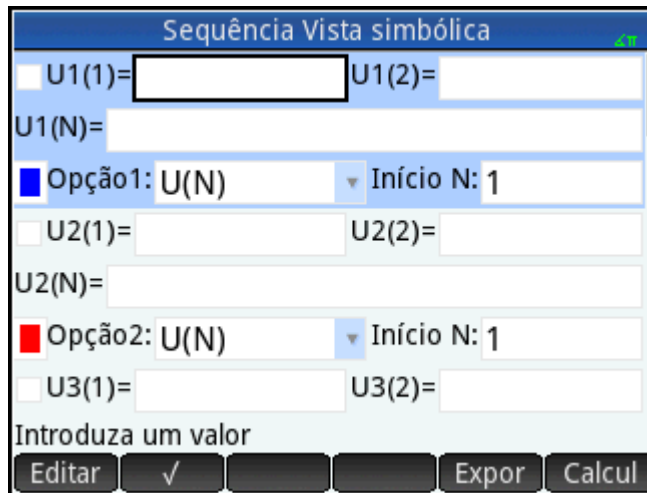 Sequência Vista simbólica ∡π
U1(1)= U1(2)=
U1(N)=
Opção1: U(N) Início N: 1
U2(1)= U2(2)=
U2(N)=
Opção2: U(N) Início N: 1
U3(1)= U3(2)=
Introduza um valor
Editar √ Expor Calcul